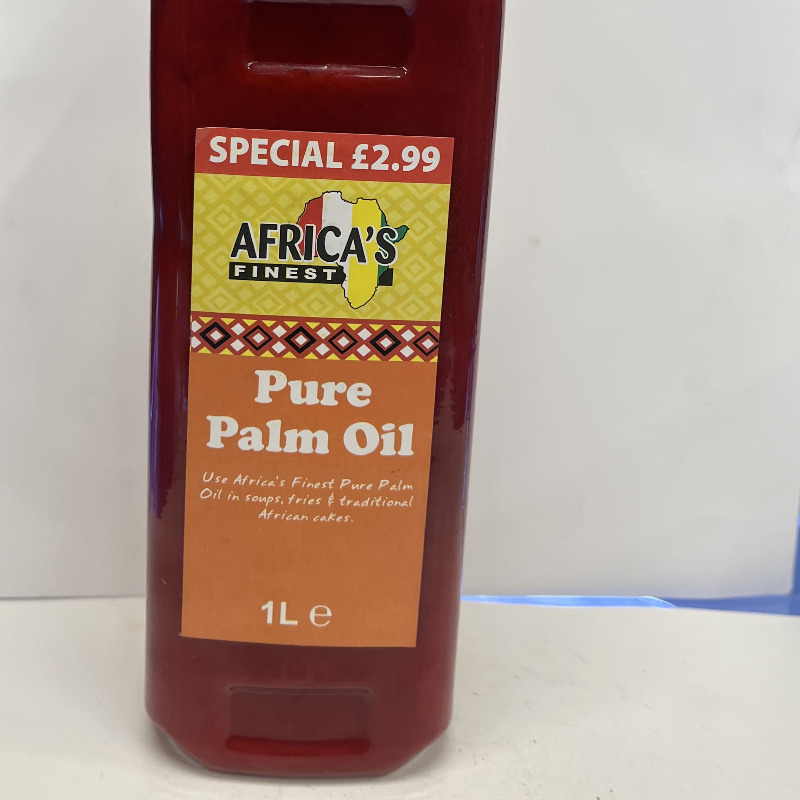 SPECIAL £2.99
AFRICA'S
FINEST
Pure
Palm Oil
Use Africa's Finest Pure Palm
Oil in soups, fries & traditional
African cakes.
1L ℮